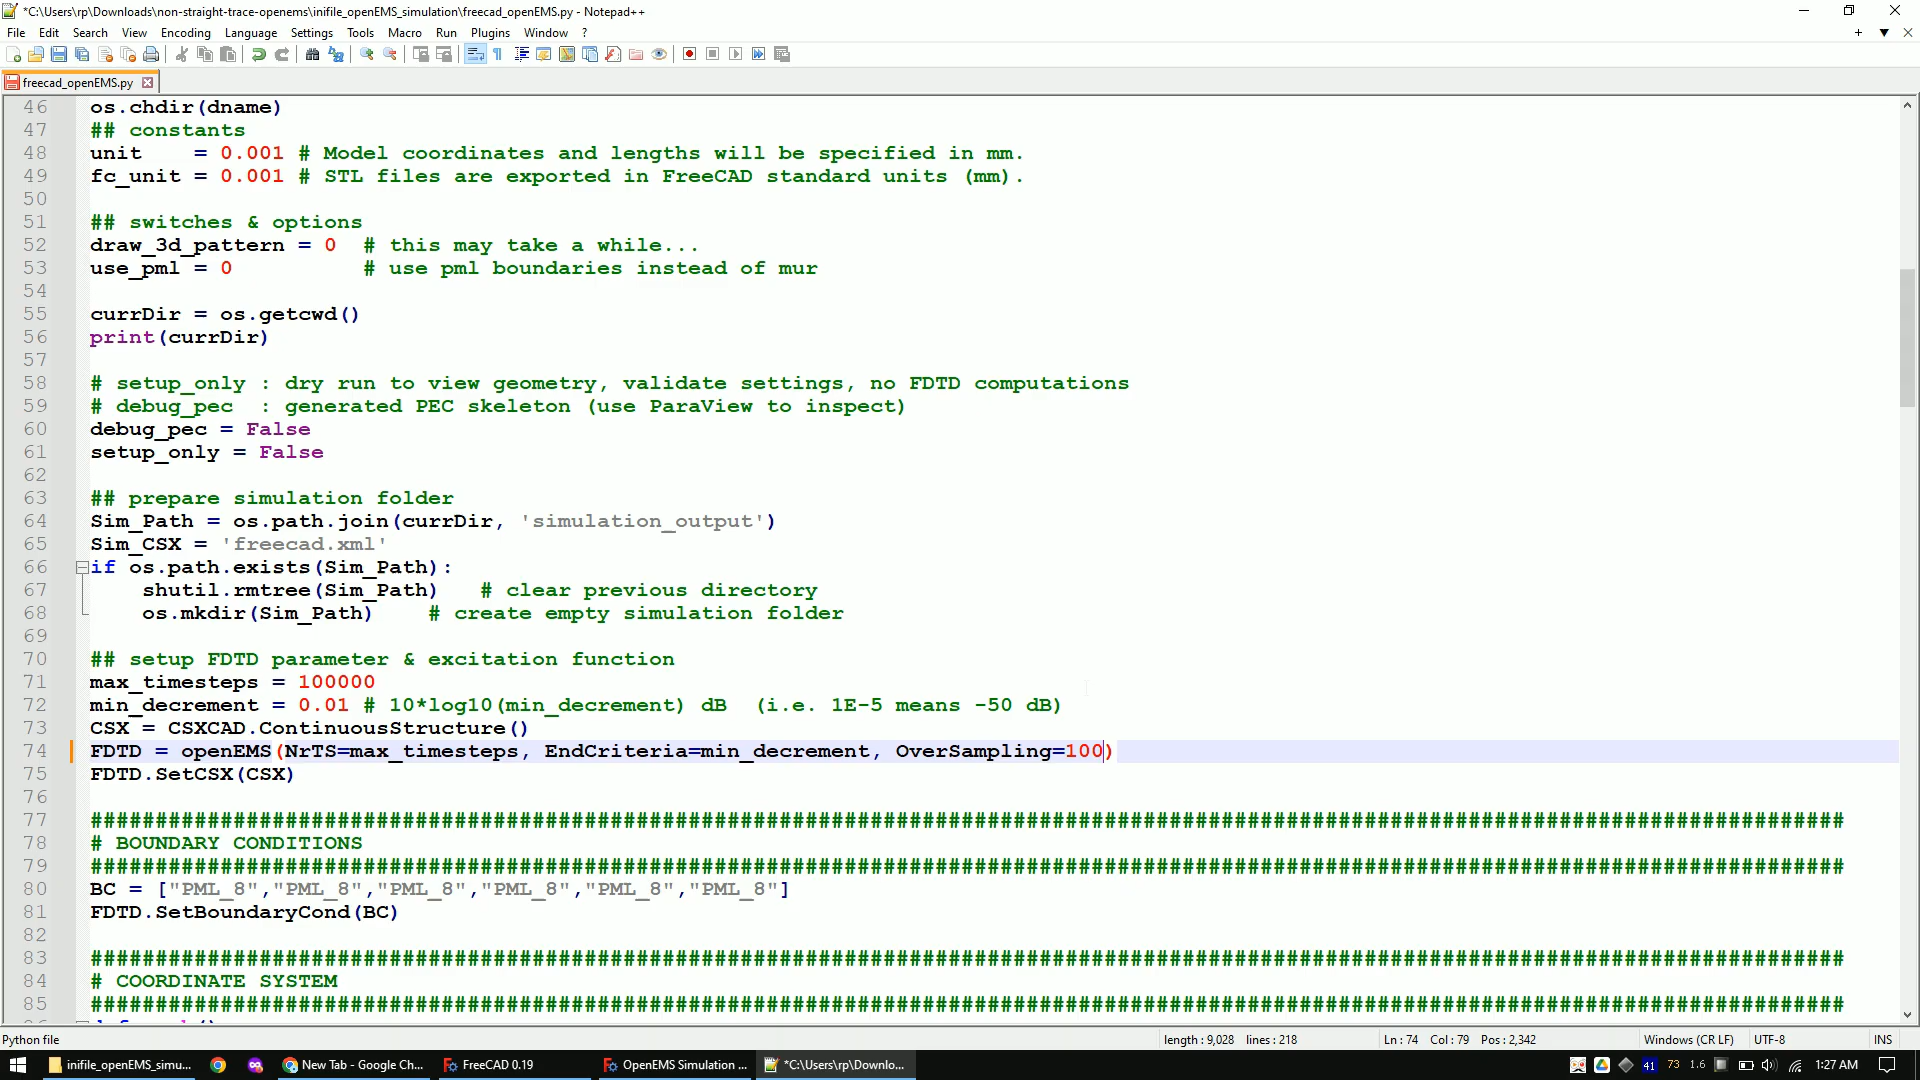 *C:\Users\rp\Downloads\non-straight-trace-openems\inifile_openEMS_simulation\freecad_openEMS.py - Notepad++
File Edit Search View Encoding Language Settings Tools Macro Run Plugins Window ?
freecad_openEMS.py
46 os.chdir(dname)
47 ## constants
48 unit    = 0.001 # Model coordinates and lengths will be specified in mm.
49 fc_unit = 0.001 # STL files are exported in FreeCAD standard units (mm).
50
51 ## switches & options
52 draw_3d_pattern = 0  # this may take a while...
53 use_pml = 0          # use pml boundaries instead of mur
54
55 currDir = os.getcwd()
56 print(currDir)
57
58 # setup_only : dry run to view geometry, validate settings, no FDTD computations
59 # debug_pec  : generated PEC skeleton (use ParaView to inspect)
60 debug_pec = False
61 setup_only = False
62
63 ## prepare simulation folder
64 Sim_Path = os.path.join(currDir, 'simulation_output')
65 Sim_CSX = 'freecad.xml'
66 if os.path.exists(Sim_Path):
67     shutil.rmtree(Sim_Path)   # clear previous directory
68     os.mkdir(Sim_Path)    # create empty simulation folder
69
70 ## setup FDTD parameter & excitation function
71 max_timesteps = 100000
72 min_decrement = 0.01 # 10*log10(min_decrement) dB  (i.e. 1E-5 means -50 dB)
73 CSX = CSXCAD.ContinuousStructure()
74 FDTD = openEMS(NrTS=max_timesteps, EndCriteria=min_decrement, OverSampling=100)
75 FDTD.SetCSX(CSX)
76
77 #######################################################################################################################################
78 # BOUNDARY CONDITIONS
79 #######################################################################################################################################
80 BC = ["PML_8","PML_8","PML_8","PML_8","PML_8","PML_8"]
81 FDTD.SetBoundaryCond(BC)
82
83 #######################################################################################################################################
84 # COORDINATE SYSTEM
85 #######################################################################################################################################
Python file length : 9,028 lines : 218 Ln : 74 Col : 79 Pos : 2,342 Windows (CR LF) UTF-8 INS
inifile_openEMS_simu... New Tab - Google Ch... FreeCAD 0.19 OpenEMS Simulation ... *C:\Users\rp\Downlo... 41 73 1.6 1:27 AM